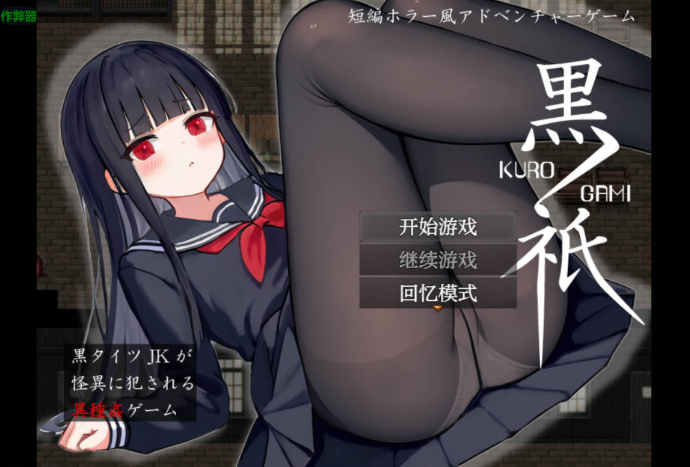 作弊器
短編ホラー風アドベンチャーゲーム
黒ノ祇
KURO
GAMI
开始游戏
继续游戏
回忆模式
黒タイツJKが
怪異に犯される
異種姦ゲーム